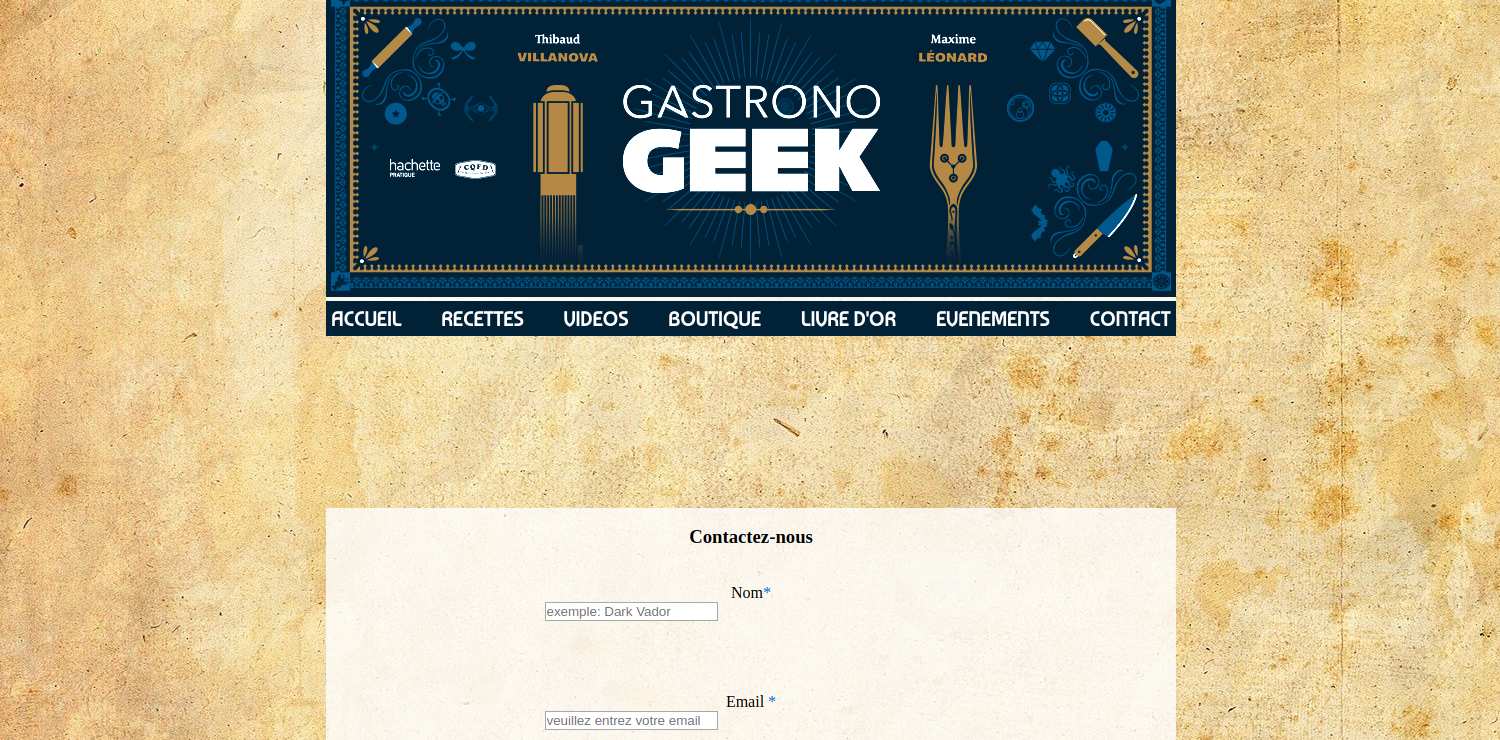 Thibaud
VILLANOVA
Maxime
LÉONARD
GASTRONO
GEEK
hachette
PRATIQUE
CQFD
ACCUEIL RECETTES VIDEOS BOUTIQUE LIVRE D'OR EVENEMENTS CONTACT
Contactez-nous
Nom*
exemple: Dark Vador
Email *
veuillez entrez votre email